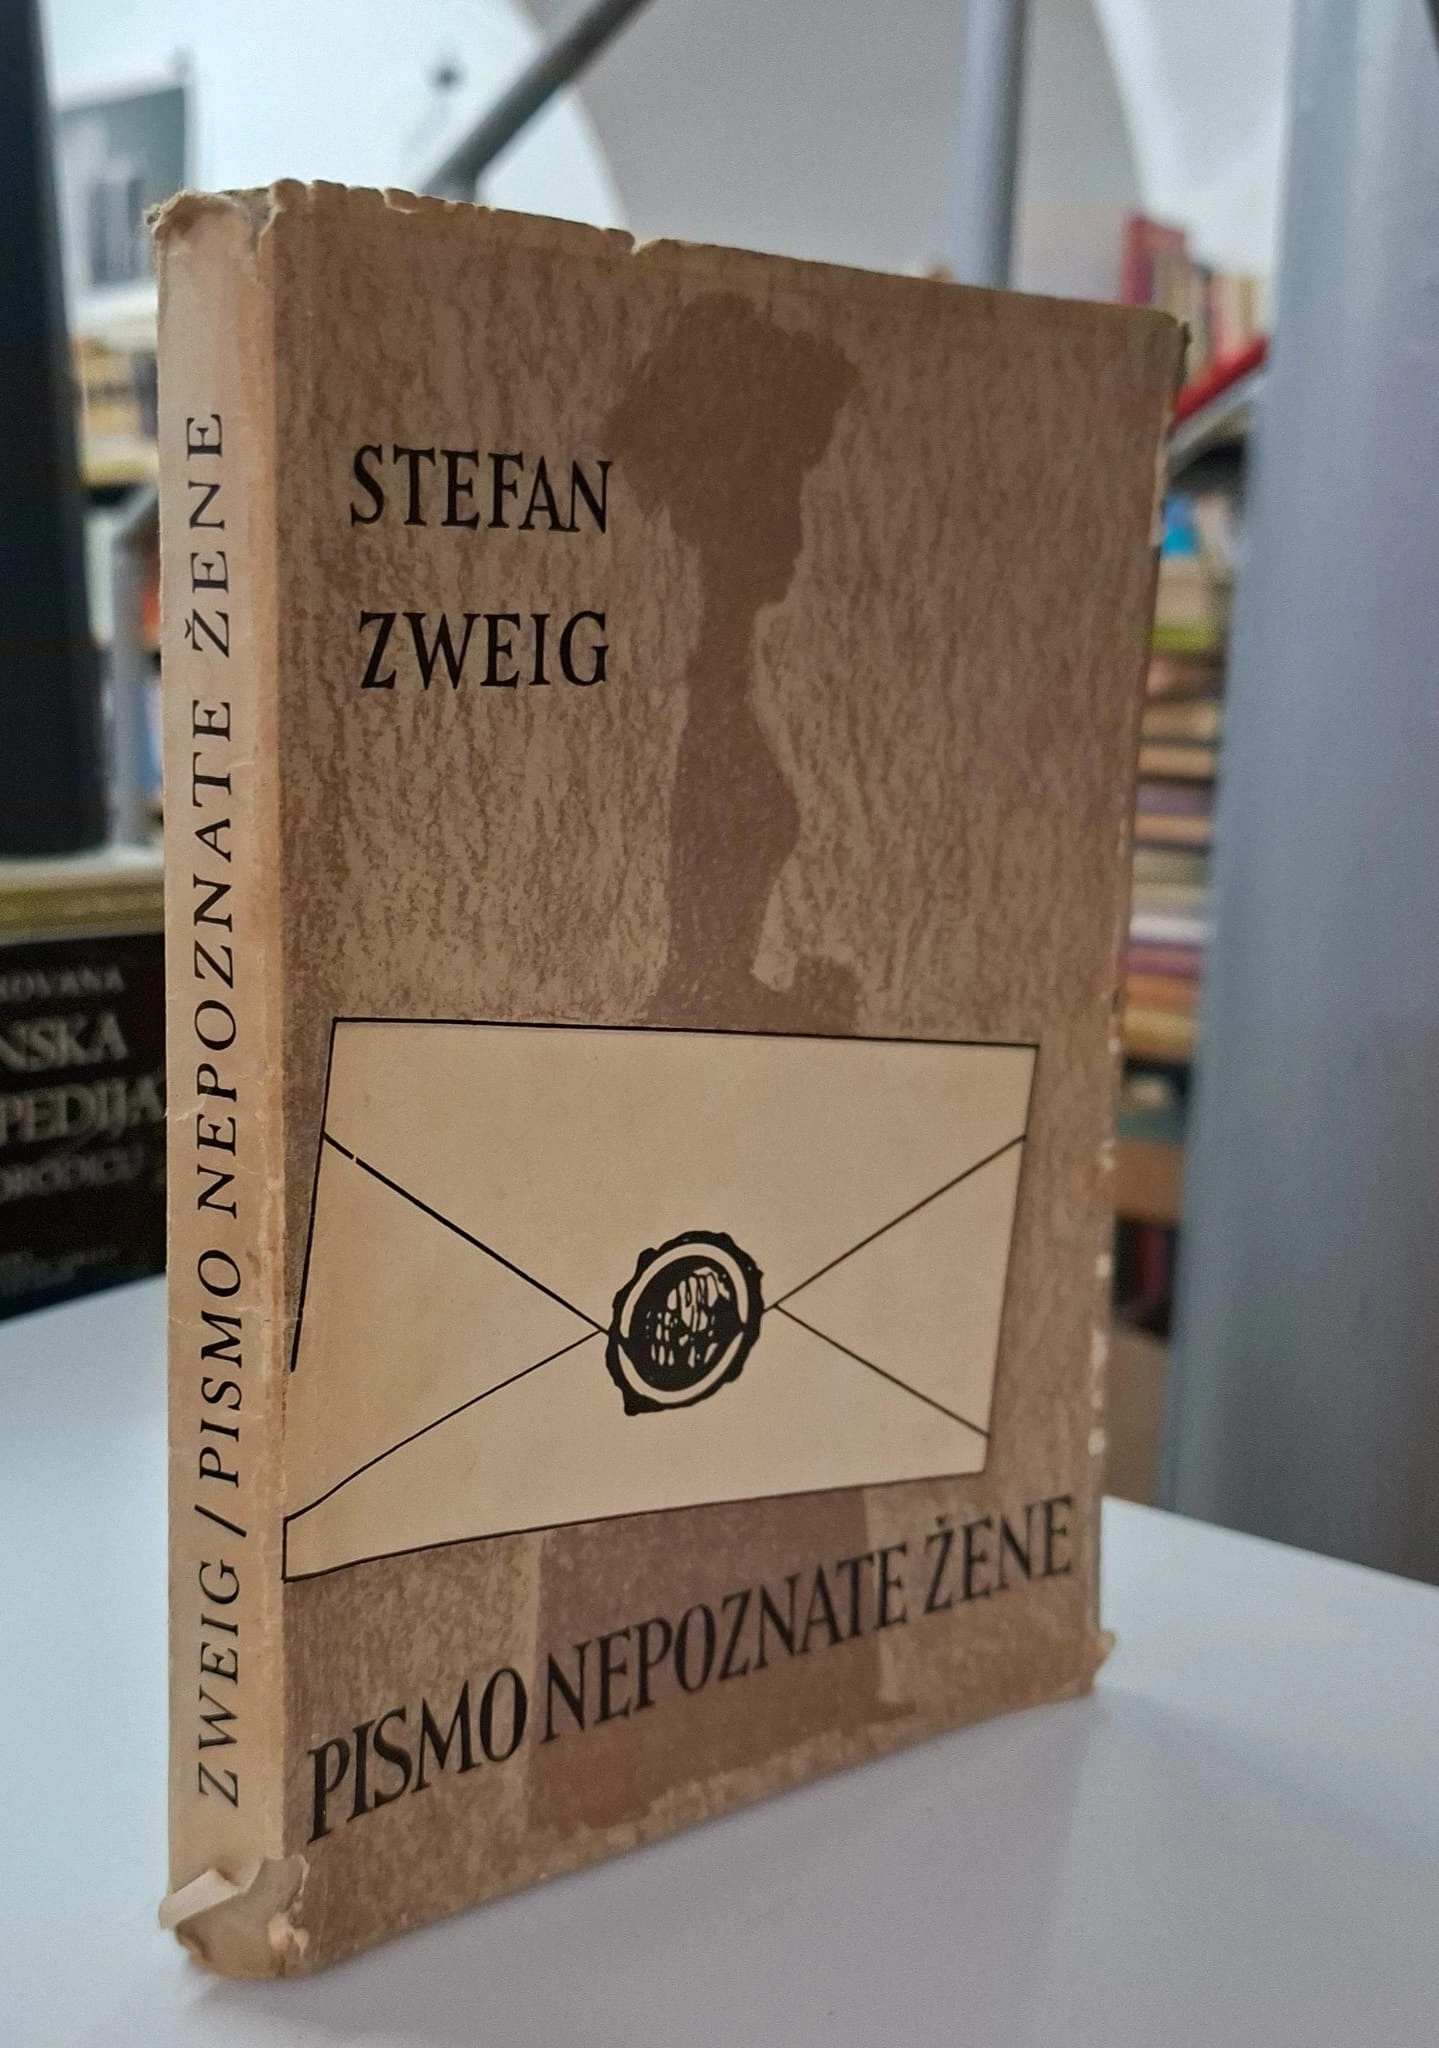 STEFAN
ZWEIG
PISMO NEPOZNATE ŽENE
ZWEIG / PISMO NEPOZNATE ŽENE